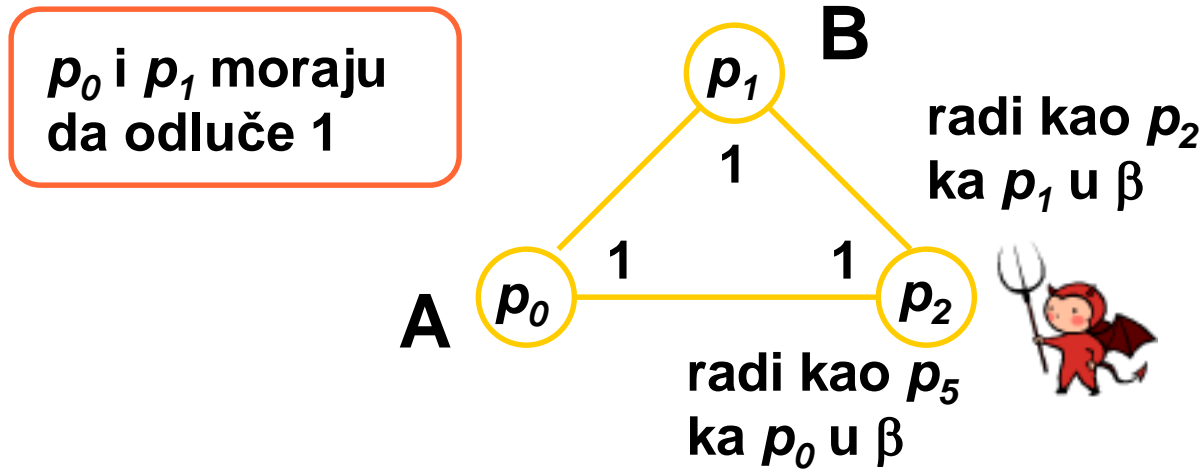 p0 i p1 moraju
da odluče 1
B
p1
radi kao p2
ka p1 u β
1
1
1
p0
p2
A
radi kao p5
ka p0 u β